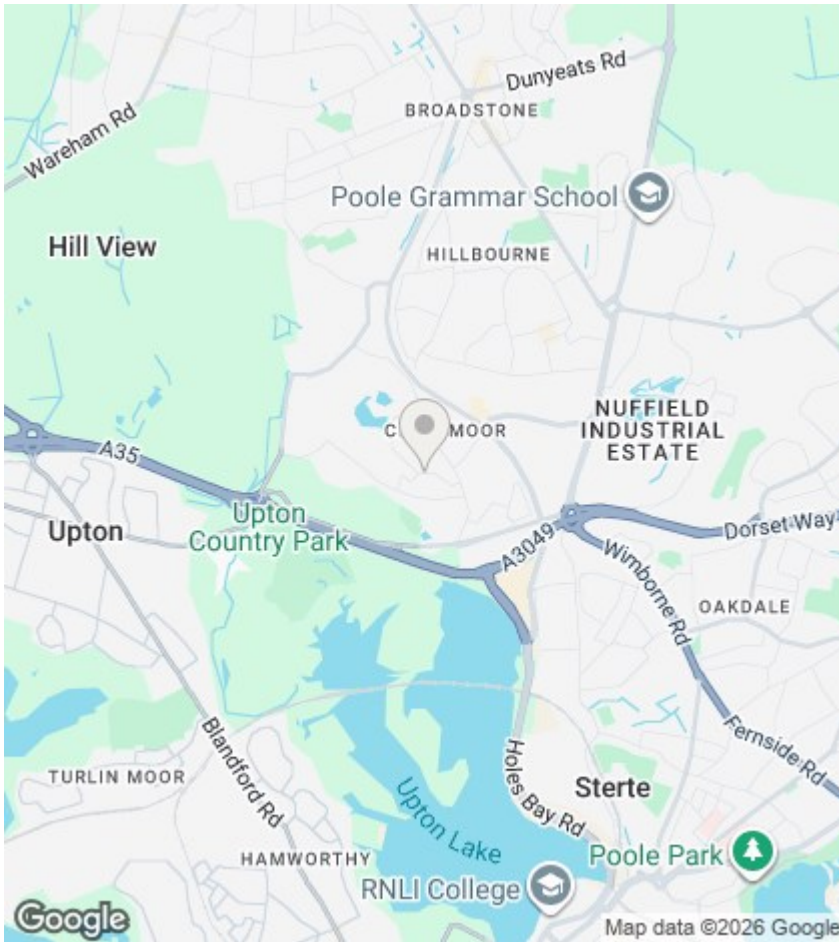 Dunyeats Rd
BROADSTONE
Wareham Rd
Poole Grammar School
Hill View
HILLBOURNE
C
MOOR
NUFFIELD
INDUSTRIAL
ESTATE
A35
Upton
Upton
Country Park
A3049
Dorset Way
Wimborne Rd
OAKDALE
Blandford Rd
TURLIN MOOR
Holes Bay Rd
Sterte
Fernside Rd
Upton Lake
HAMWORTHY
Poole Park
RNLI College
Google
Map data ©2026 Google